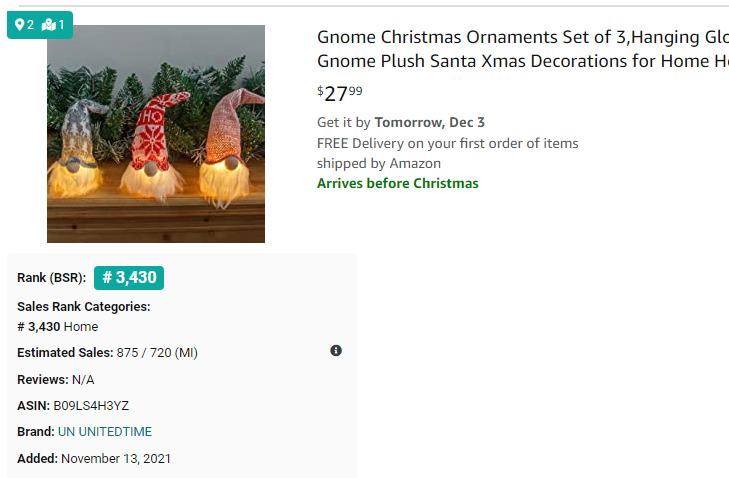 2 1
Gnome Christmas Ornaments Set of 3,Hanging Glo
Gnome Plush Santa Xmas Decorations for Home H
$27.99
Get it by Tomorrow, Dec 3
FREE Delivery on your first order of items
shipped by Amazon
Arrives before Christmas
HO
Rank (BSR): # 3,430
Sales Rank Categories:
# 3,430 Home
Estimated Sales: 875 / 720 (MI)
Reviews: N/A
ASIN: B09LS4H3YZ
Brand: UN UNITEDTIME
Added: November 13, 2021